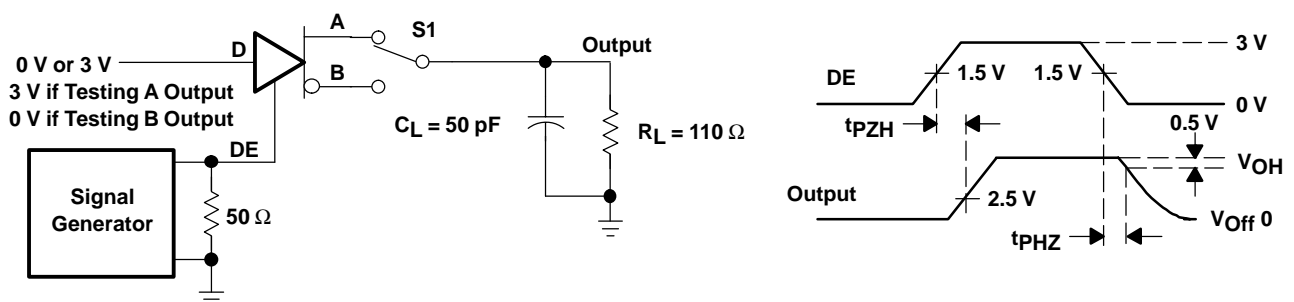 A
S1
D
Output
0 V or 3 V
B
3 V if Testing A Output
0 V if Testing B Output
CL = 50 pF
RL = 110 Ω
DE
Signal
Generator
50 Ω
3 V
DE
1.5 V
1.5 V
0 V
tPZH
0.5 V
VOH
Output
2.5 V
VOff 0
tPHZ